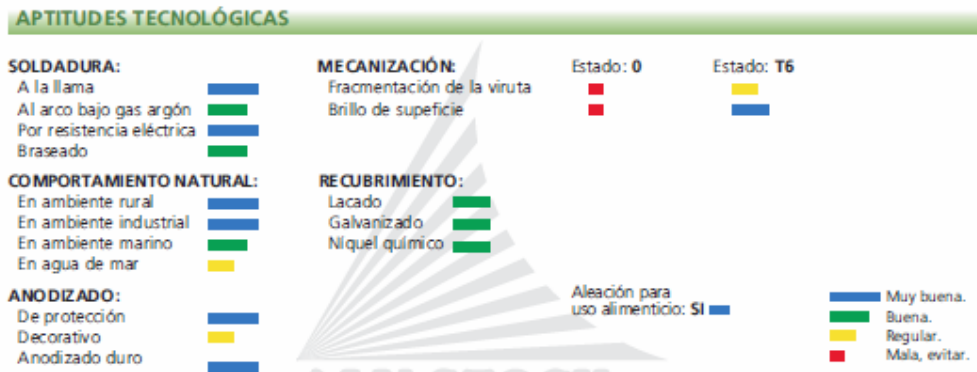 APTITUDES TECNOLÓGICAS
SOLDADURA:
A la llama
Al arco bajo gas argón
Por resistencia eléctrica
Braseado
COMPORTAMIENTO NATURAL:
En ambiente rural
En ambiente industrial
En ambiente marino
En agua de mar
ANODIZADO:
De protección
Decorativo
Anodizado duro
MECANIZACIÓN: Estado: 0 Estado: T6
Fracmentación de la viruta
Brillo de supeficie
RECUBRIMIENTO:
Lacado
Galvanizado
Níquel químico
Aleación para
uso alimenticio: SI
Muy buena.
Buena.
Regular.
Mala, evitar.